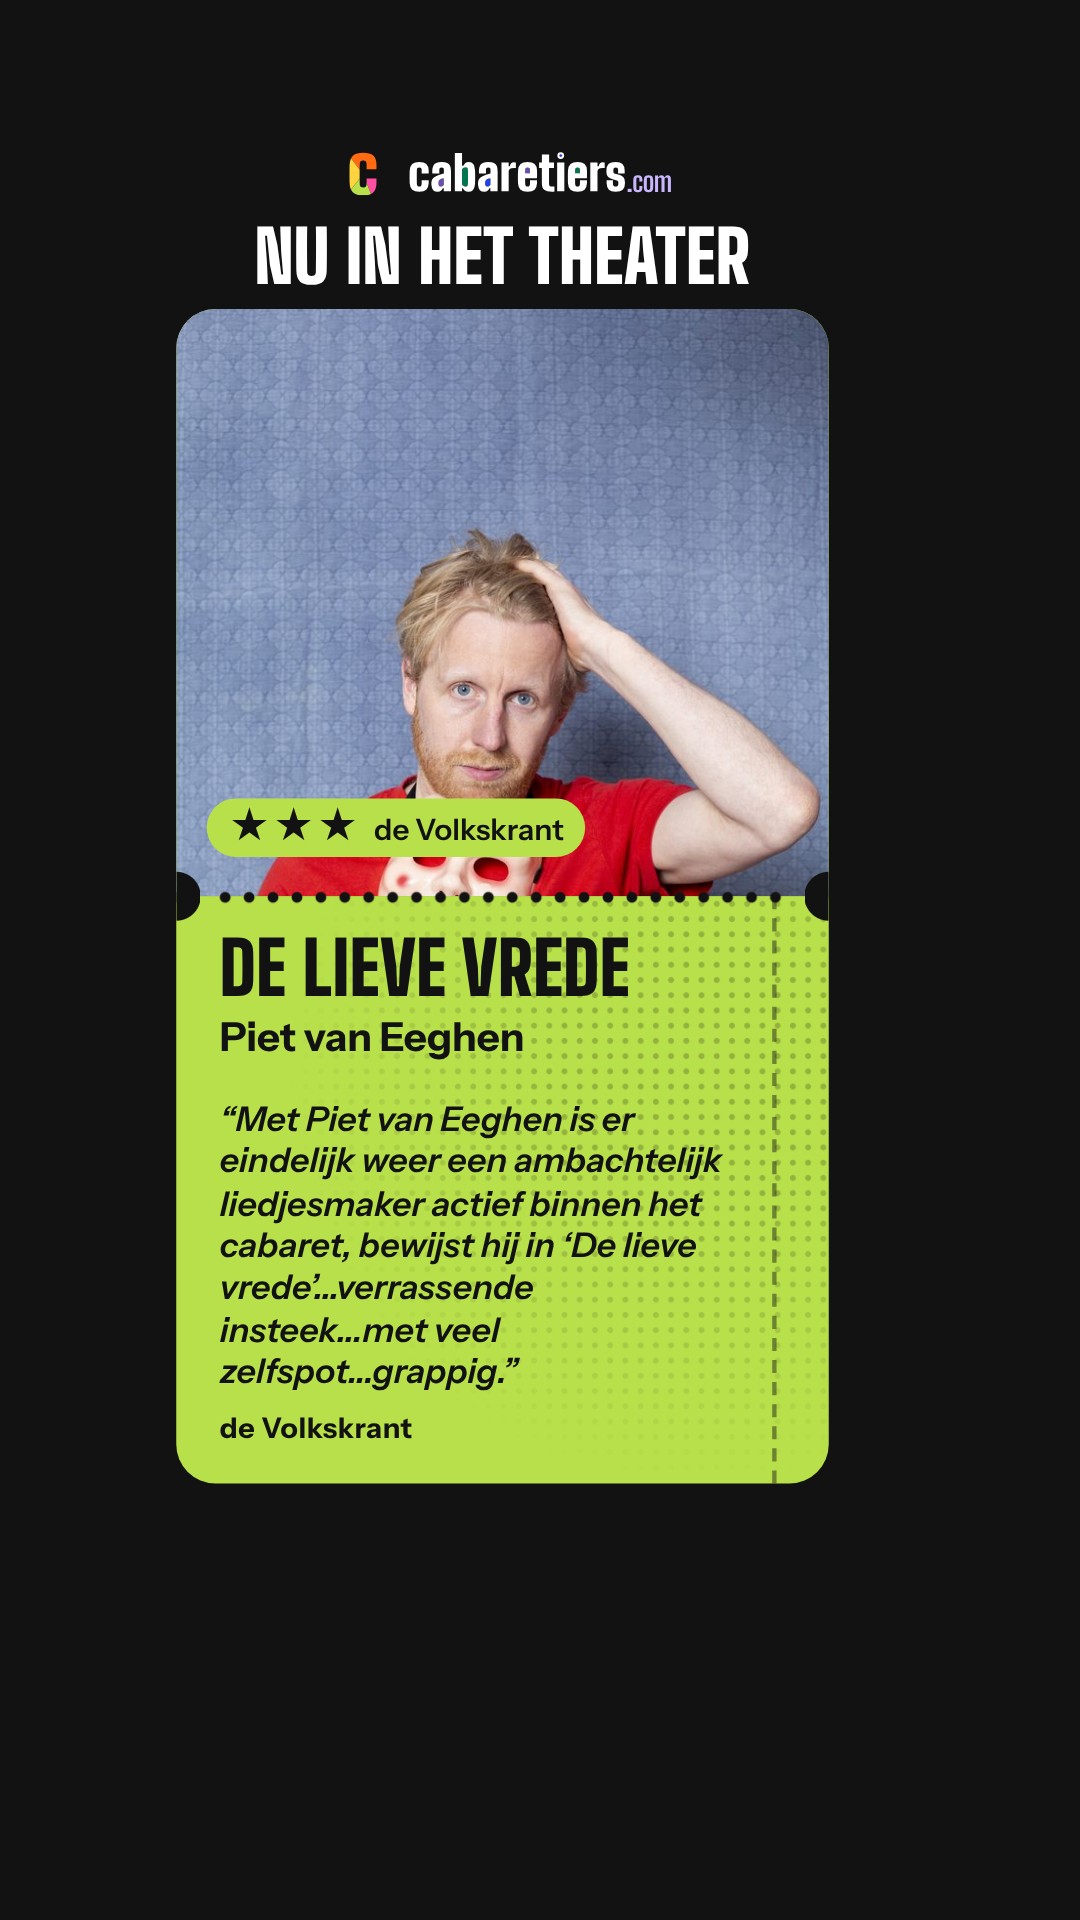 C cabaretiers.com
NU IN HET THEATER
★★★ de Volkskrant
DE LIEVE VREDE
Piet van Eeghen
“Met Piet van Eeghen is er
eindelijk weer een ambachtelijk
liedjesmaker actief binnen het
cabaret, bewijst hij in ‘De lieve
vrede’...verrassende
insteek...met veel
zelfspot...grappig.”
de Volkskrant